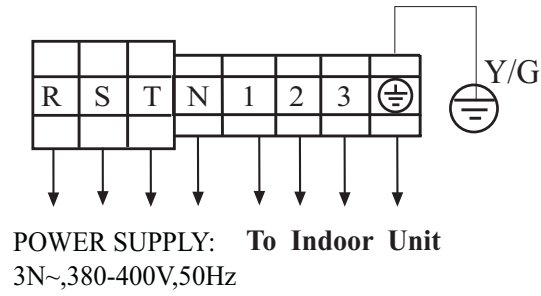 Y/G
R S T N 1 2 3
POWER SUPPLY: To Indoor Unit
3N~,380-400V,50Hz